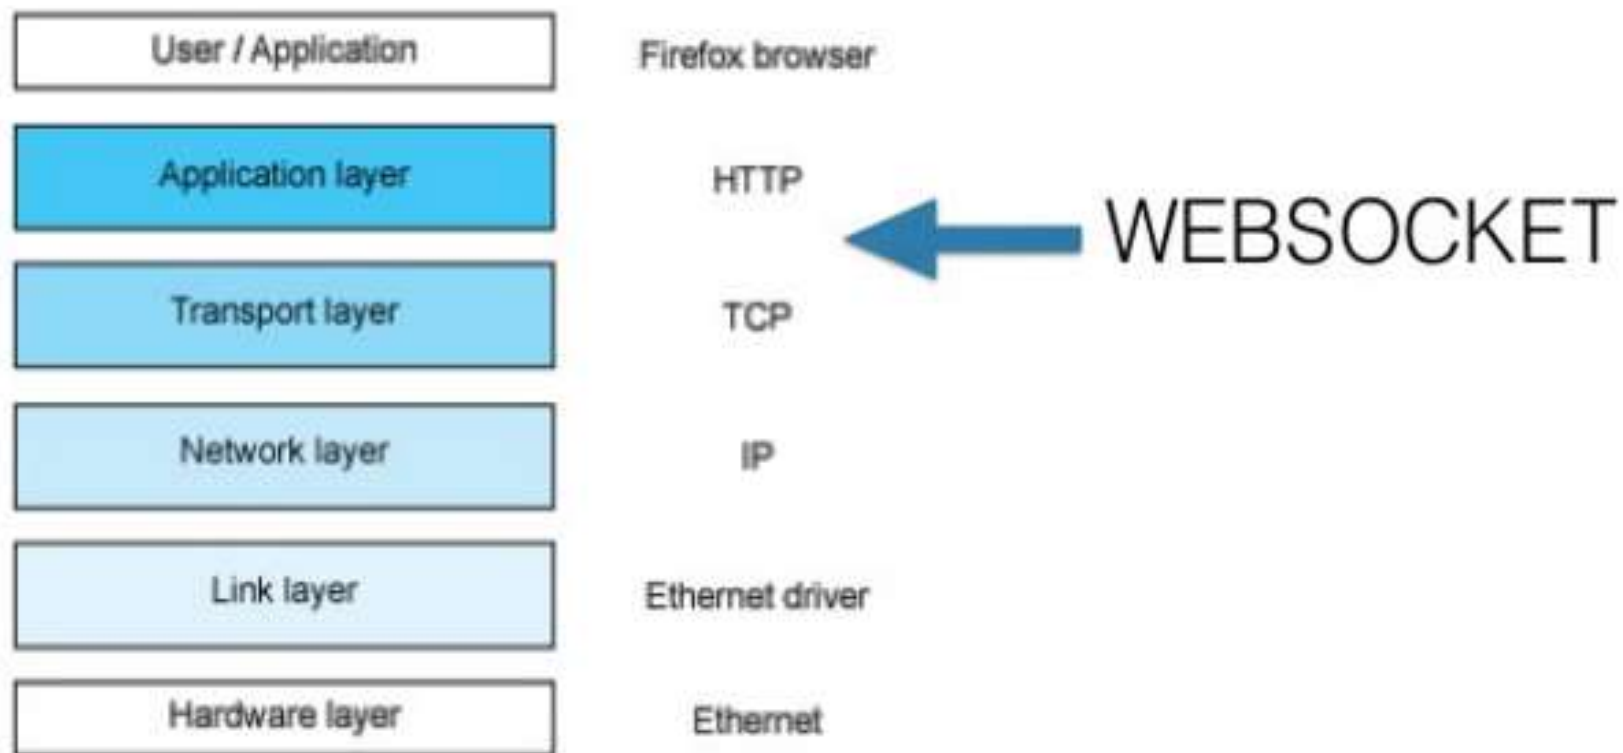 User / Application
Firefox browser
Application layer
HTTP
WEBSOCKET
Transport layer
TCP
Network layer
IP
Link layer
Ethernet driver
Hardware layer
Ethernet